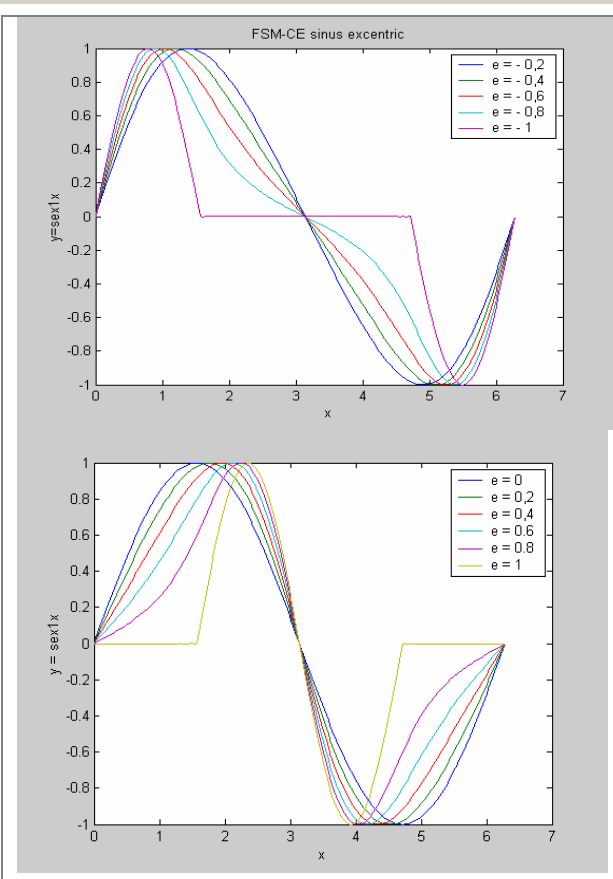 FSM-CE sinus excentric
1
0.8
0.6
0.4
0.2
0
-0.2
-0.4
-0.6
-0.8
-1
y=sex1x
e = - 0,2
e = - 0,4
e = - 0,6
e = - 0,8
e = - 1
0 1 2 3 4 5 6 7
x
1
0.8
0.6
0.4
0.2
0
-0.2
-0.4
-0.6
-0.8
-1
y = sex1x
e = 0
e = 0,2
e = 0,4
e = 0.6
e = 0.8
e = 1
0 1 2 3 4 5 6 7
x